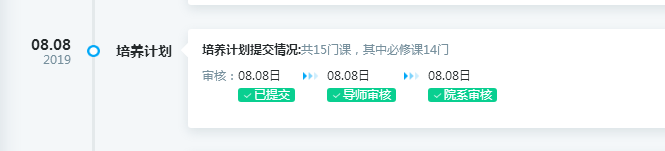 08.08
2019
培养计划
培养计划提交情况:共15门课，其中必修课14门
审核：08.08日 08.08日 08.08日
已提交 导师审核 院系审核